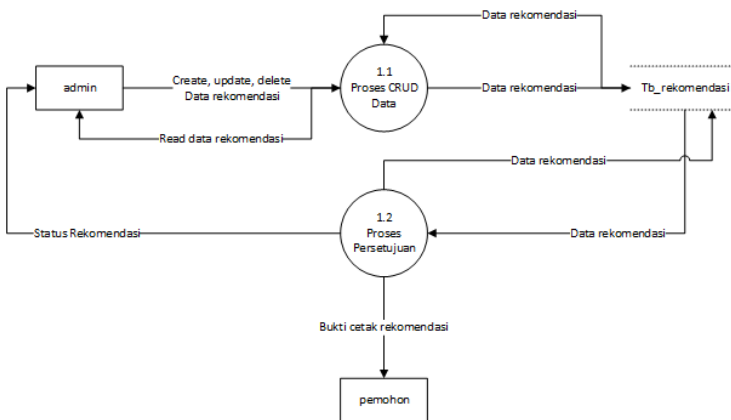 Data rekomendasi
admin
Create, update, delete
Data rekomendasi
1.1
Proses CRUD
Data
Data rekomendasi
Tb_rekomendasi
Read data rekomendasi
Data rekomendasi
Status Rekomendasi
1.2
Proses
Persetujuan
Data rekomendasi
Bukti cetak rekomendasi
pemohon